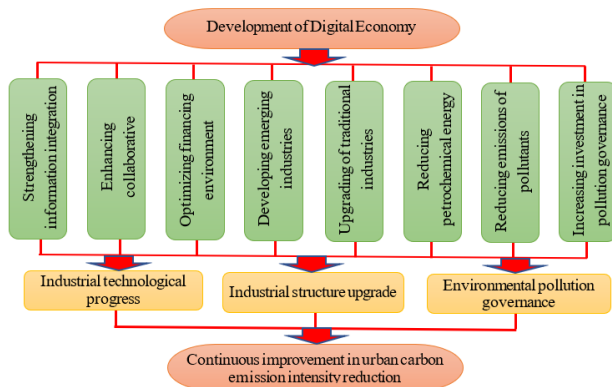 Development of Digital Economy
Strengthening
information integration
Enhancing
collaborative
Optimizing financing
environment
Developing emerging
industries
Upgrading of traditional
industries
Reducing
petrochemical energy
Reducing emissions of
pollutants
Increasing investment in
pollution governance
Industrial technological
progress
Industrial structure upgrade
Environmental pollution
governance
Continuous improvement in urban carbon
emission intensity reduction